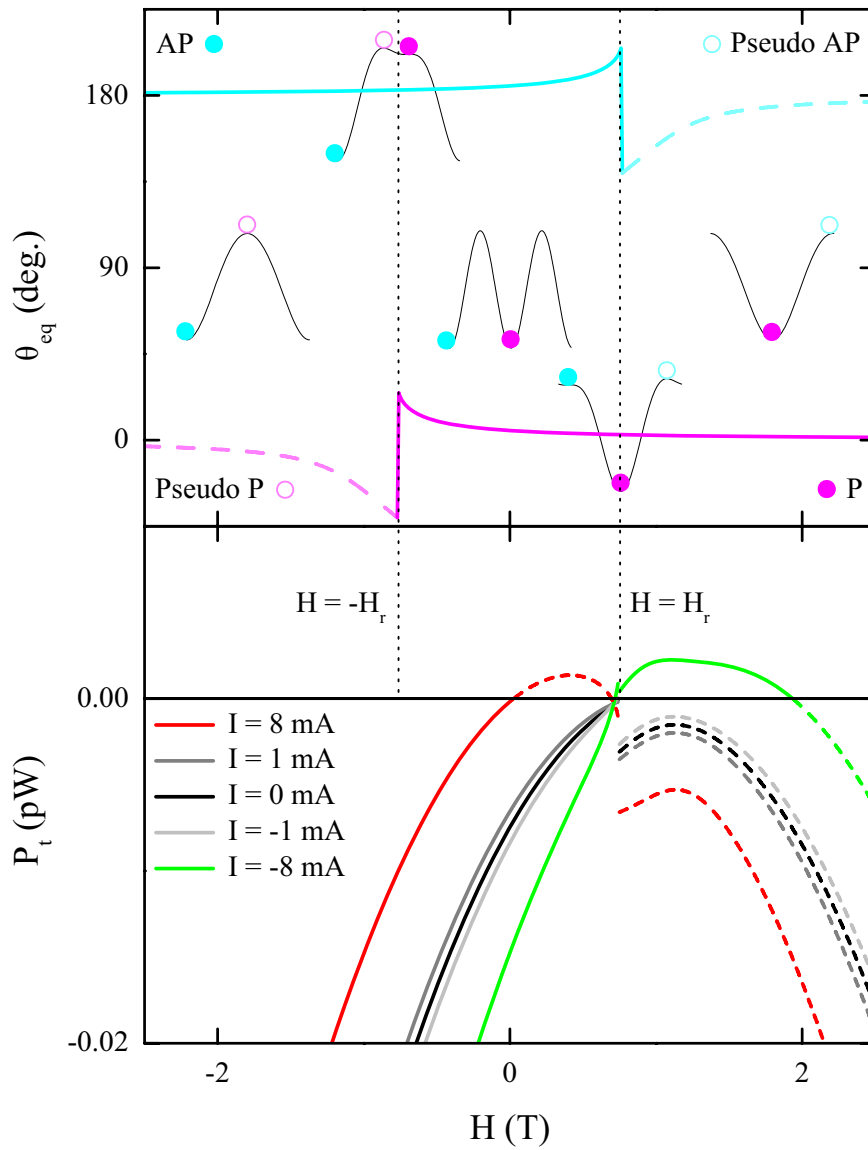 AP
Pseudo AP
180
90
0
θeq (deg.)
Pseudo P
P
H = -Hr
H = Hr
0.00
I = 8 mA
I = 1 mA
I = 0 mA
I = -1 mA
I = -8 mA
Pt (pW)
-0.02
-2
0
2
H (T)